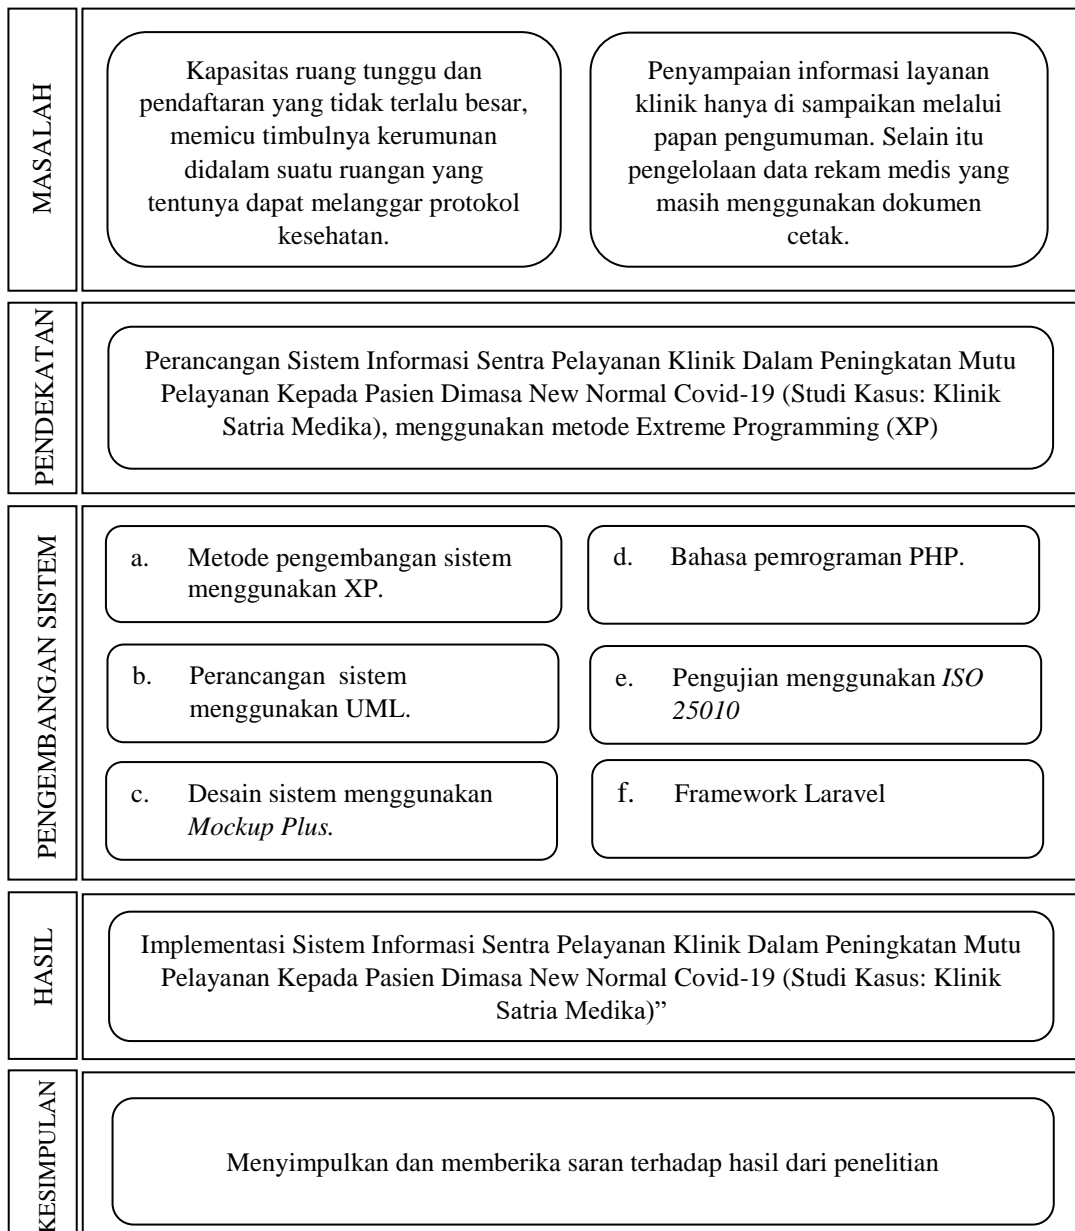 MASALAH
Kapasitas ruang tunggu dan
pendaftaran yang tidak terlalu besar,
memicu timbulnya kerumunan
didalam suatu ruangan yang
tentunya dapat melanggar protokol
kesehatan.
Penyampaian informasi layanan
klinik hanya di sampaikan melalui
papan pengumuman. Selain itu
pengelolaan data rekam medis yang
masih menggunakan dokumen
cetak.
PENDEKATAN
Perancangan Sistem Informasi Sentra Pelayanan Klinik Dalam Peningkatan Mutu
Pelayanan Kepada Pasien Dimasa New Normal Covid-19 (Studi Kasus: Klinik
Satria Medika), menggunakan metode Extreme Programming (XP)
PENGEMBANGAN SISTEM
a. Metode pengembangan sistem
menggunakan XP.
b. Perancangan sistem
menggunakan UML.
c. Desain sistem menggunakan
Mockup Plus.
d. Bahasa pemrograman PHP.
e. Pengujian menggunakan ISO
25010
f. Framework Laravel
HASIL
Implementasi Sistem Informasi Sentra Pelayanan Klinik Dalam Peningkatan Mutu
Pelayanan Kepada Pasien Dimasa New Normal Covid-19 (Studi Kasus: Klinik
Satria Medika)”
KESIMPULAN
Menyimpulkan dan memberika saran terhadap hasil dari penelitian